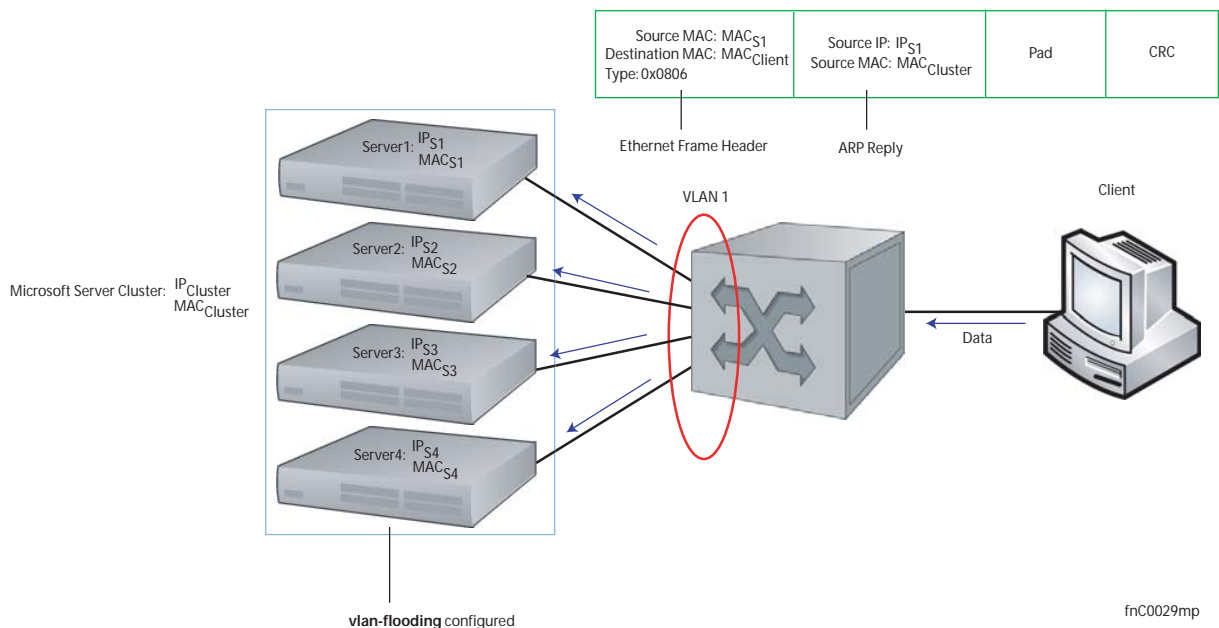 Source MAC: MACS1
Destination MAC: MACClient
Type: 0x0806
Source IP: IPS1
Source MAC: MACCluster
Pad
CRC
Ethernet Frame Header
ARP Reply
Server1: IPS1
MACS1
VLAN 1
Client
Server2: IPS2
MACS2
Microsoft Server Cluster: IPCluster
MACCluster
Server3: IPS3
MACS3
Data
Server4: IPS4
MACS4
vlan-flooding configured
fnC0029mp